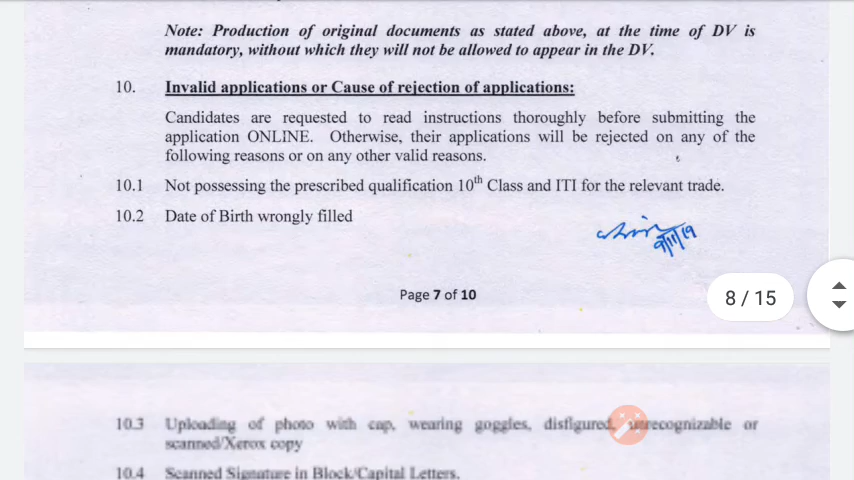 Note: Production of original documents as stated above, at the time of DV is
mandatory, without which they will not be allowed to appear in the DV.
10. Invalid applications or Cause of rejection of applications:
Candidates are requested to read instructions thoroughly before submitting the
application ONLINE. Otherwise, their applications will be rejected on any of the
following reasons or on any other valid reasons.
10.1 Not possessing the prescribed qualification 10th Class and ITI for the relevant trade.
10.2 Date of Birth wrongly filled
9/11/19
Page 7 of 10
8 / 15
10.3 Uploading of photo with cap, wearing goggles, disfigured, unrecognizable or
scanned/Xerox copy
10.4 Scanned Signature in Block/Capital Letters.